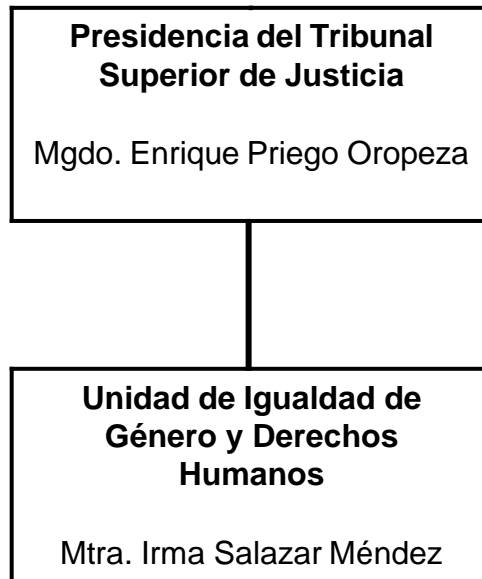 Presidencia del Tribunal
Superior de Justicia
Mgdo. Enrique Priego Oropeza
Unidad de Igualdad de
Género y Derechos
Humanos
Mtra. Irma Salazar Méndez